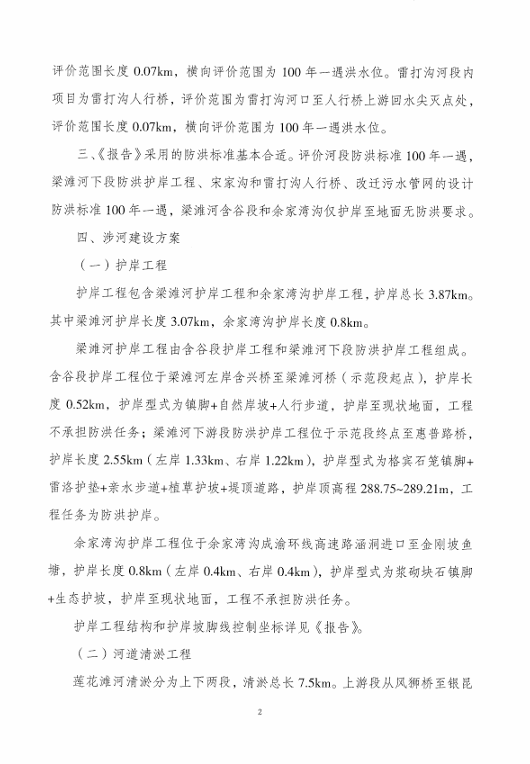 评价范围长度 0.07km，横向评价范围为 100 年一遇洪水位。雷打沟河段内
项目为雷打沟人行桥，评价范围为雷打沟河口至人行桥上游回水尖灭点处，
评价范围长度 0.07km，横向评价范围为 100 年一遇洪水位。
三、《报告》采用的防洪标准基本合适。评价河段防洪标准 100 年一遇，
梁滩河下段防洪护岸工程、宋家沟和雷打沟人行桥、改迁污水管网的设计
防洪标准 100 年一遇，梁滩河含谷段和余家湾沟仅护岸至地面无防洪要求。
四、涉河建设方案
（一）护岸工程
护岸工程包含梁滩河护岸工程和余家湾沟护岸工程，护岸总长 3.87km。
其中梁滩河护岸长度 3.07km，余家湾沟护岸长度 0.8km。
梁滩河护岸工程由含谷段护岸工程和梁滩河下段防洪护岸工程组成。
含谷段护岸工程位于梁滩河左岸含兴桥至梁滩河桥（示范段起点），护岸长
度 0.52km，护岸型式为镇脚+自然岸坡+人行步道，护岸至现状地面，工程
不承担防洪任务；梁滩河下游段防洪护岸工程位于示范段终点至惠普路桥，
护岸长度 2.55km（左岸 1.33km、右岸 1.22km），护岸型式为格宾石笼镇脚+
雷洛护垫+亲水步道+植草护坡+堤顶道路，护岸顶高程 288.75~289.21m，工
程任务为防洪护岸。
余家湾沟护岸工程位于余家湾沟成渝环线高速路涵洞进口至金刚坡鱼
塘，护岸长度 0.8km（左岸 0.4km、右岸 0.4km），护岸型式为浆砌块石镇脚
+生态护坡，护岸至现状地面，工程不承担防洪任务。
护岸工程结构和护岸坡脚线控制坐标详见《报告》。
（二）河道清淤工程
莲花滩河清淤分为上下两段，清淤总长 7.5km。上游段从凤狮桥至银昆
2